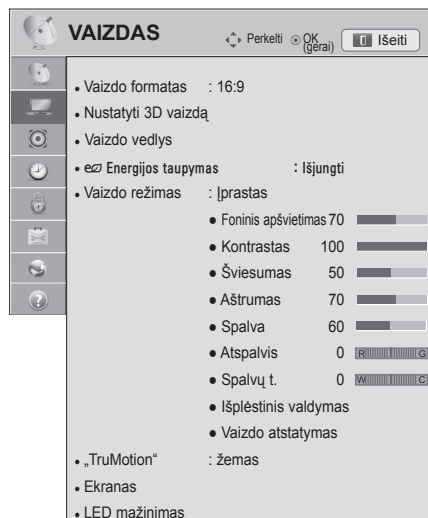 VAIZDAS Perkelti OK (gerai) Išeiti
• Vaizdo formatas : 16:9
• Nustatyti 3D vaizdą
• Vaizdo vedlys
• e Energijos taupymas : Išjungti
• Vaizdo režimas : Įprastas
• Foninis apšvietimas 70
• Kontrastas 100
• Šviesumas 50
• Aštrumas 70
• Spalva 60
• Atspalvis 0 R G
• Spalvų t. 0 W C
• Išplėstinis valdymas
• Vaizdo atstatymas
• „TruMotion“ : žemas
• Ekranas
• LED mažinimas